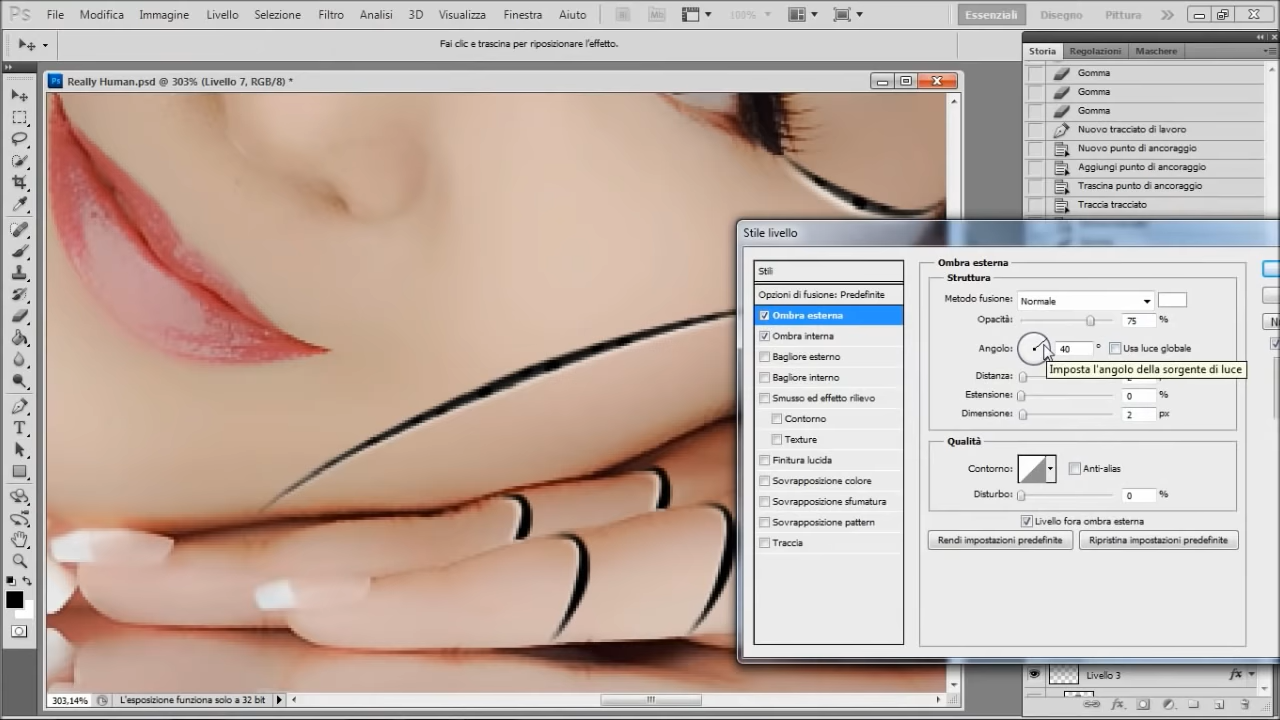 Ps File Modifica Immagine Livello Seleziona Filtro Analisi 3D Visualizza Finestra Aiuto Br Mb 100% Essenziali Disegno Pittura
Fai clic e trascina per riposizionare l'effetto.
Storia Regolazioni Maschere
Really Human.psd @ 303% (Livello 7, RGB/8) *
Gomma
Gomma
Gomma
Nuovo tracciato di lavoro
Nuovo punto di ancoraggio
Aggiungi punto di ancoraggio
Trascina punto di ancoraggio
Traccia tracciato
Stile livello
Stili
Opzioni di fusione: Predefinite
Ombra esterna
Ombra interna
Bagliore esterno
Bagliore interno
Smusso ed effetto rilievo
Contorno
Texture
Finitura lucida
Sovrapposizione colore
Sovrapposizione sfumatura
Sovrapposizione pattern
Traccia
Ombra esterna
Struttura
Metodo fusione: Normale
Opacità: 75 %
Angolo: 40 ° Usa luce globale
Imposta l'angolo della sorgente di luce
Distanza:
Estensione: 0 %
Dimensione: 2 px
Qualità
Contorno: Anti-alias
Disturbo: 0 %
Livello fora ombra esterna
Rendi impostazioni predefinite Ripristina impostazioni predefinite
Livello 3 fx
303,14% L'esposizione funziona solo a 32 bit